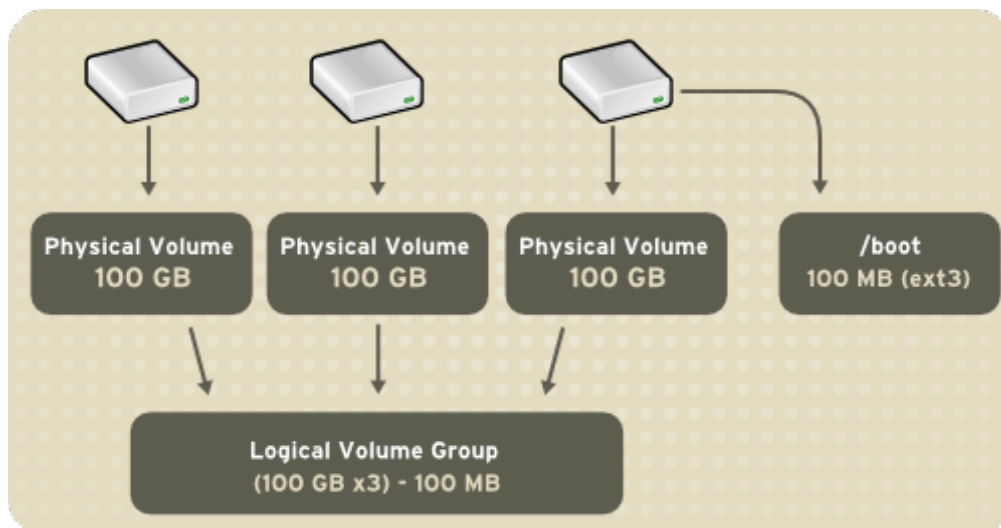 Physical Volume
100 GB
Physical Volume
100 GB
Physical Volume
100 GB
/boot
100 MB (ext3)
Logical Volume Group
(100 GB x3) - 100 MB